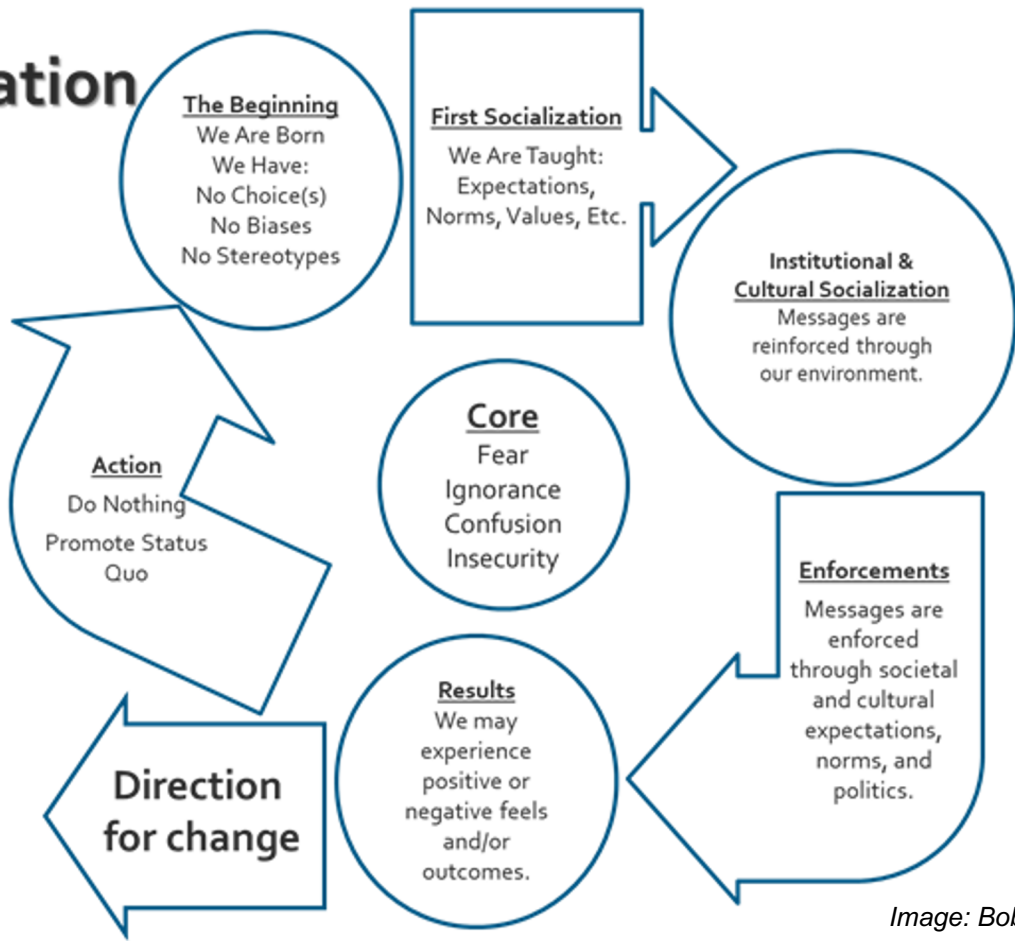 ation
The Beginning
We Are Born
We Have:
No Choice(s)
No Biases
No Stereotypes
First Socialization
We Are Taught:
Expectations,
Norms, Values, Etc.
Institutional &
Cultural Socialization
Messages are
reinforced through
our environment.
Enforcements
Messages are
enforced
through societal
and cultural
expectations,
norms, and
politics.
Results
We may
experience
positive or
negative feels
and/or
outcomes.
Direction
for change
Action
Do Nothing
Promote Status
Quo
Core
Fear
Ignorance
Confusion
Insecurity
Image: Bob